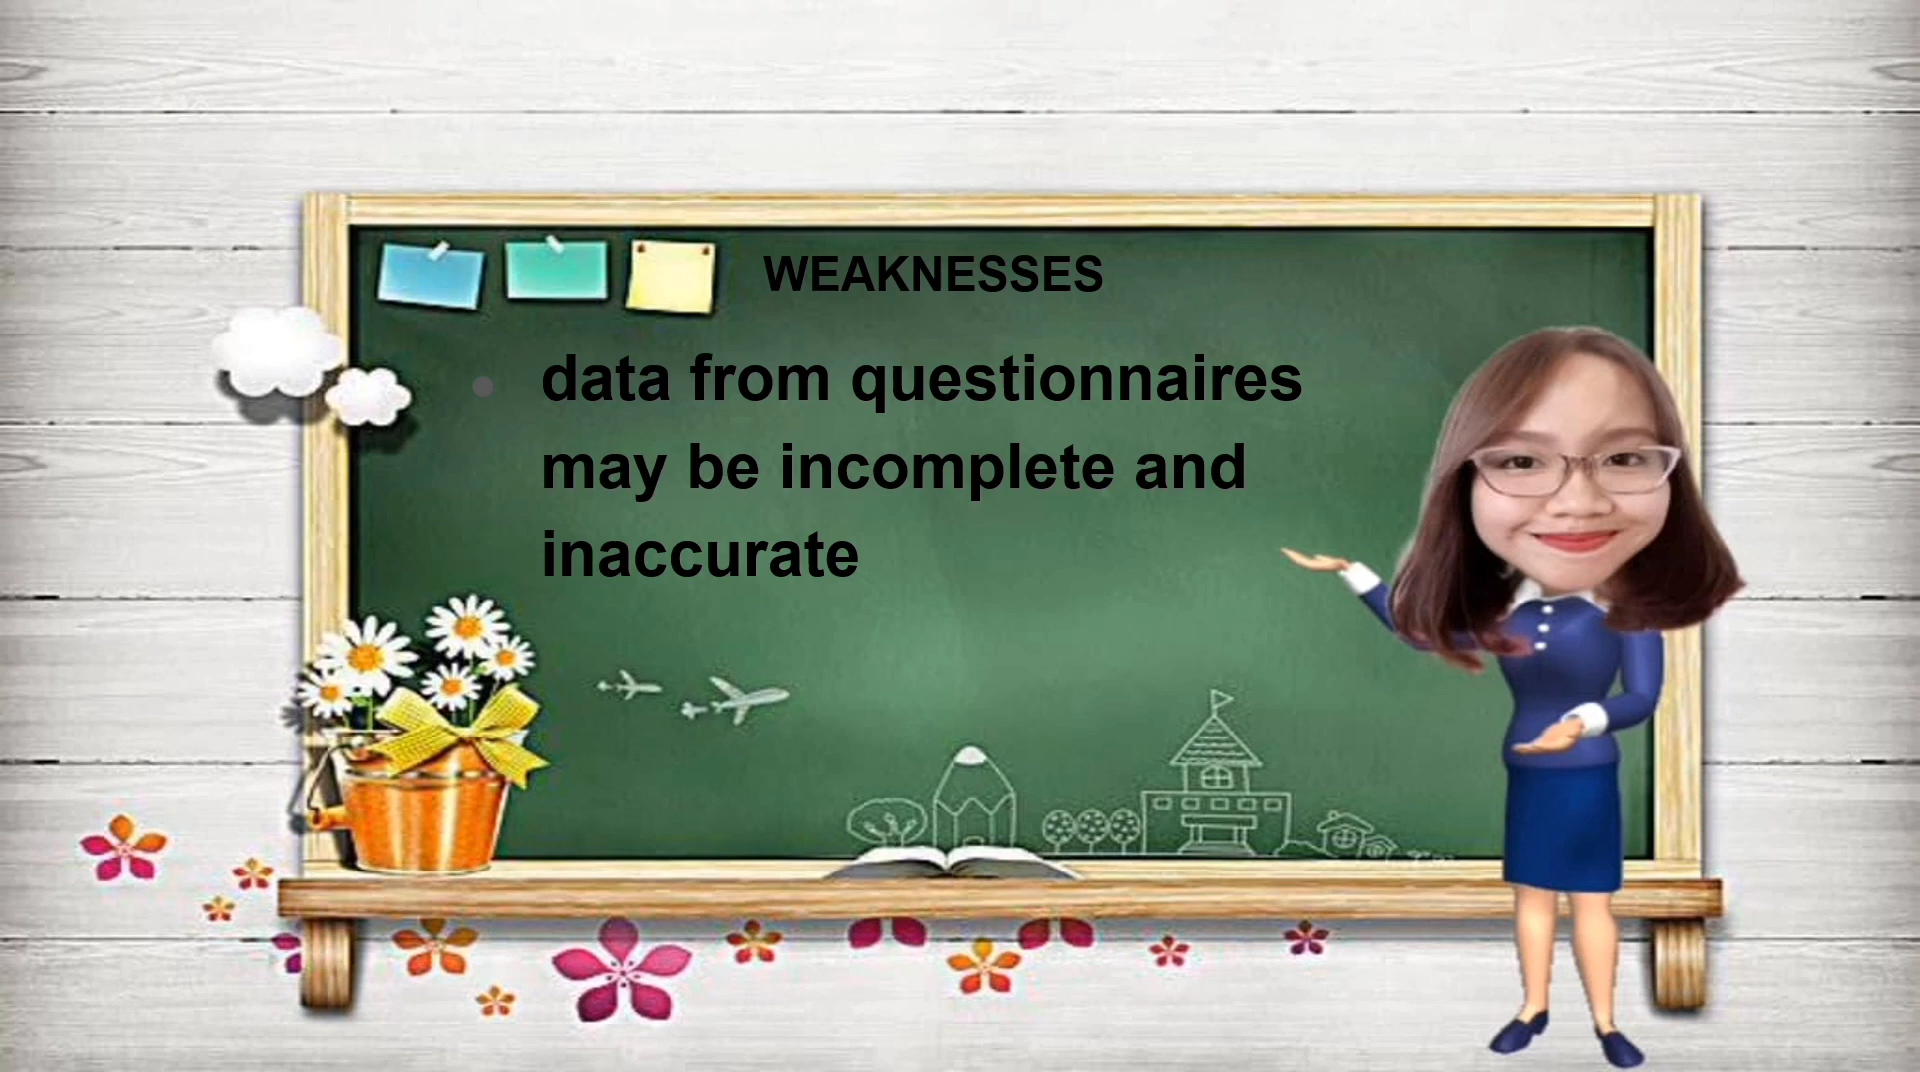 WEAKNESSES
● data from questionnaires
may be incomplete and
inaccurate